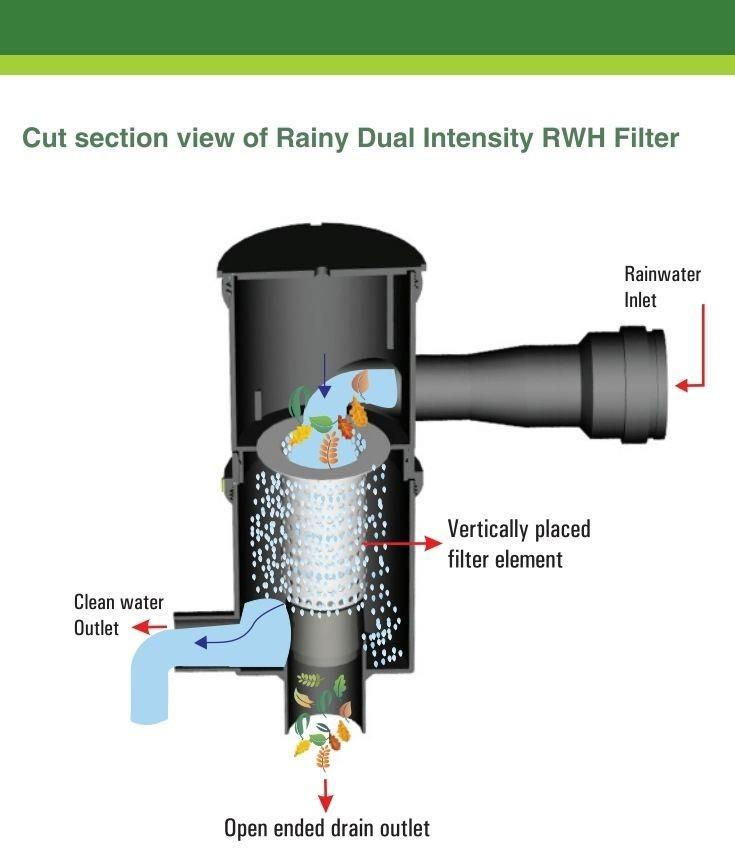 Cut section view of Rainy Dual Intensity RWH Filter
Rainwater
Inlet
Vertically placed
filter element
Clean water
Outlet
Open ended drain outlet